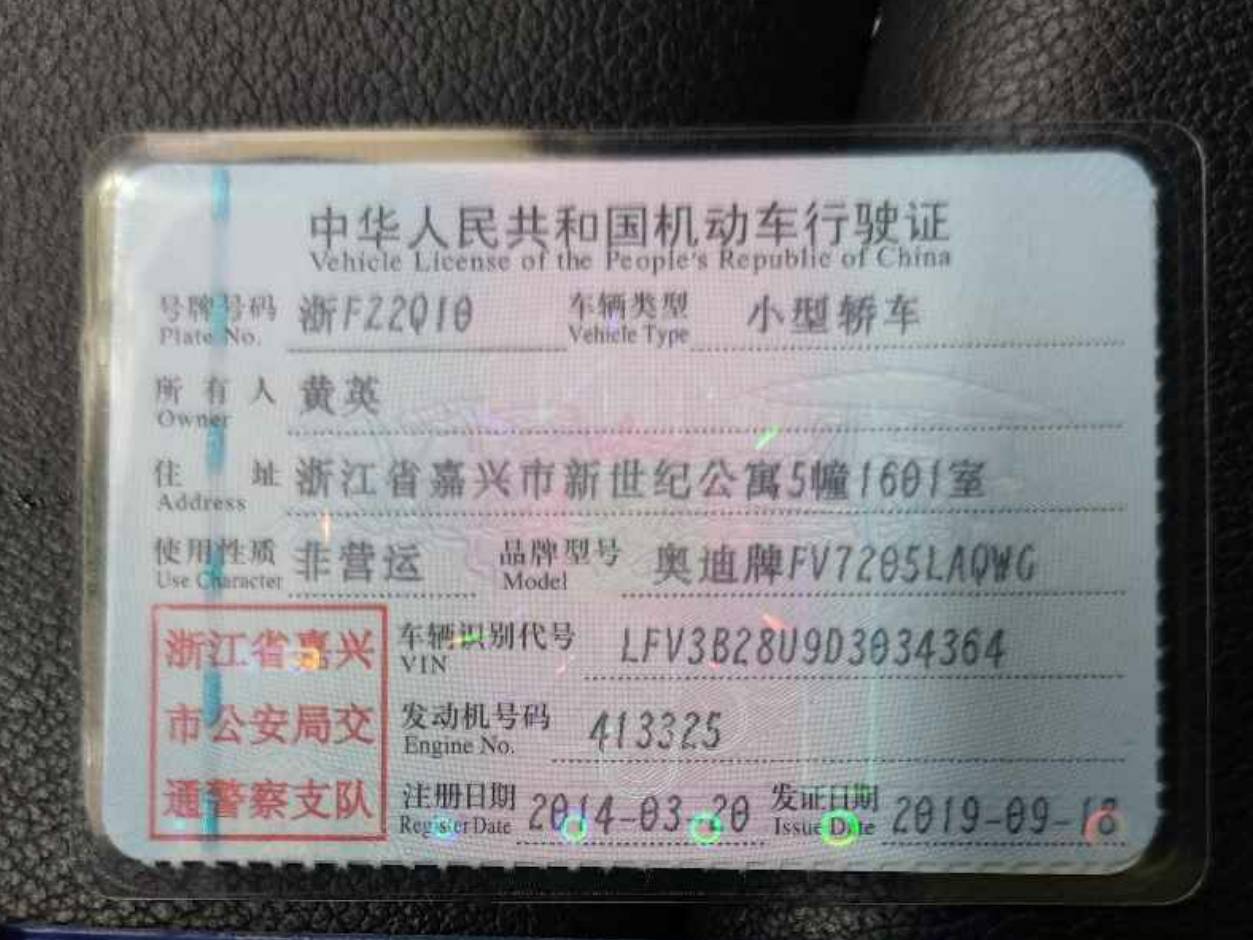 中华人民共和国机动车行驶证
Vehicle License of the People's Republic of China
号牌号码 浙FZ2Q10 车辆类型 小型轿车
Plate No. Vehicle Type
所有人 黄英
Owner
住址 浙江省嘉兴市新世纪公寓5幢1601室
Address
使用性质 非营运 品牌型号 奥迪牌FV7205LAQWG
Use Character Model
浙江省嘉兴 车辆识别代号 LFV3B28U9D3034364
VIN
市公安局交 发动机号码 413325
Engine No.
通警察支队 注册日期 2014-03-20 发证日期 2019-09-18
Register Date Issue Date